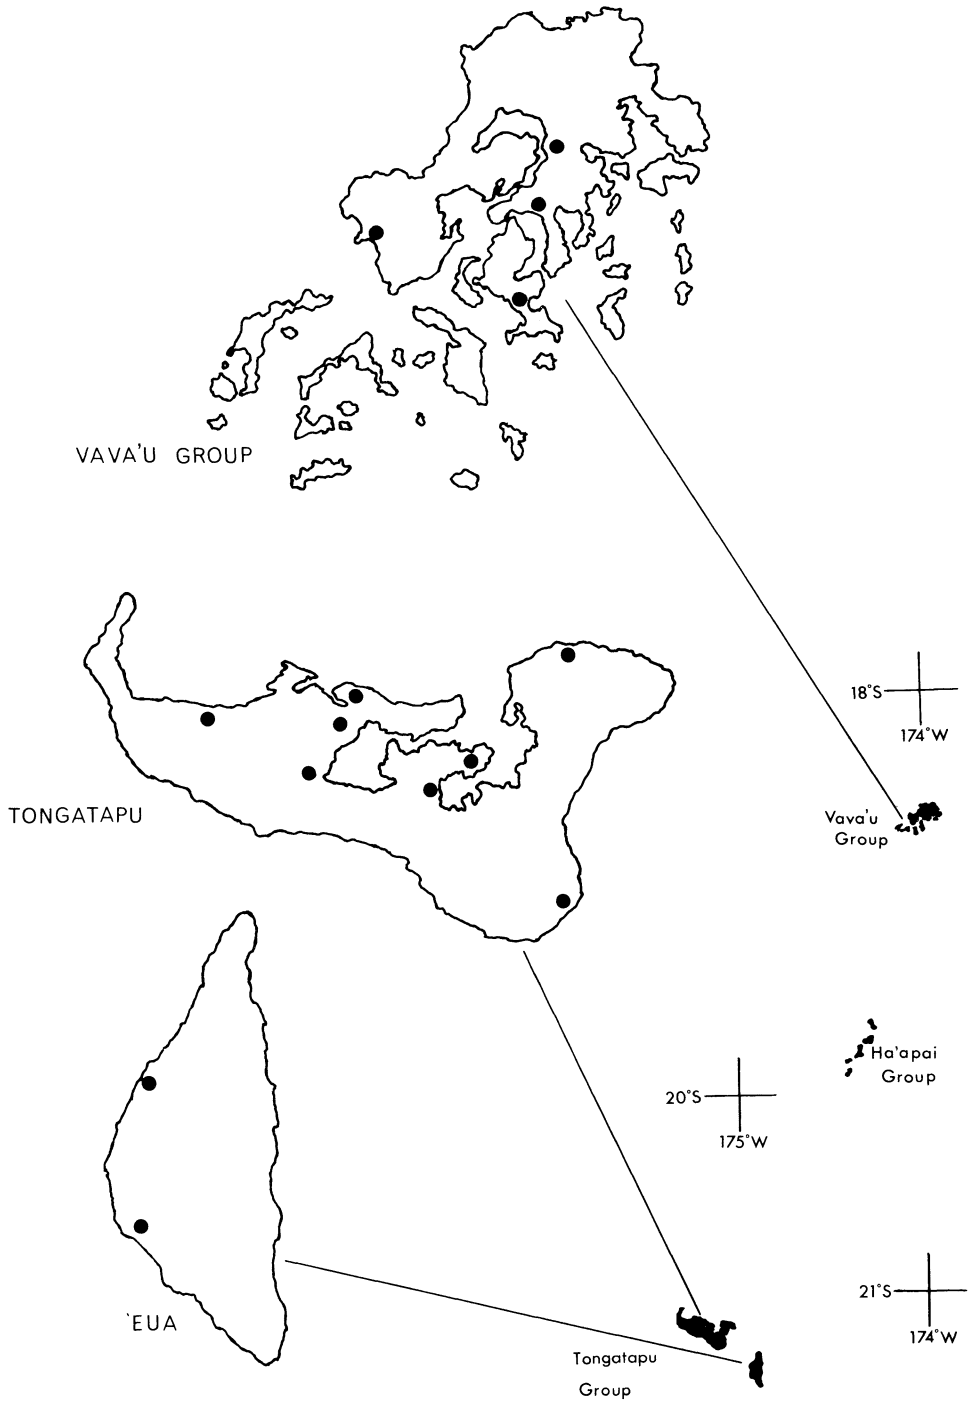 VAVA'U GROUP
18°S
174°W
TONGATAPU
Vava'u
Group
Ha'apai
Group
20°S
175°W
21°S
'EUA
174°W
Tongatapu
Group